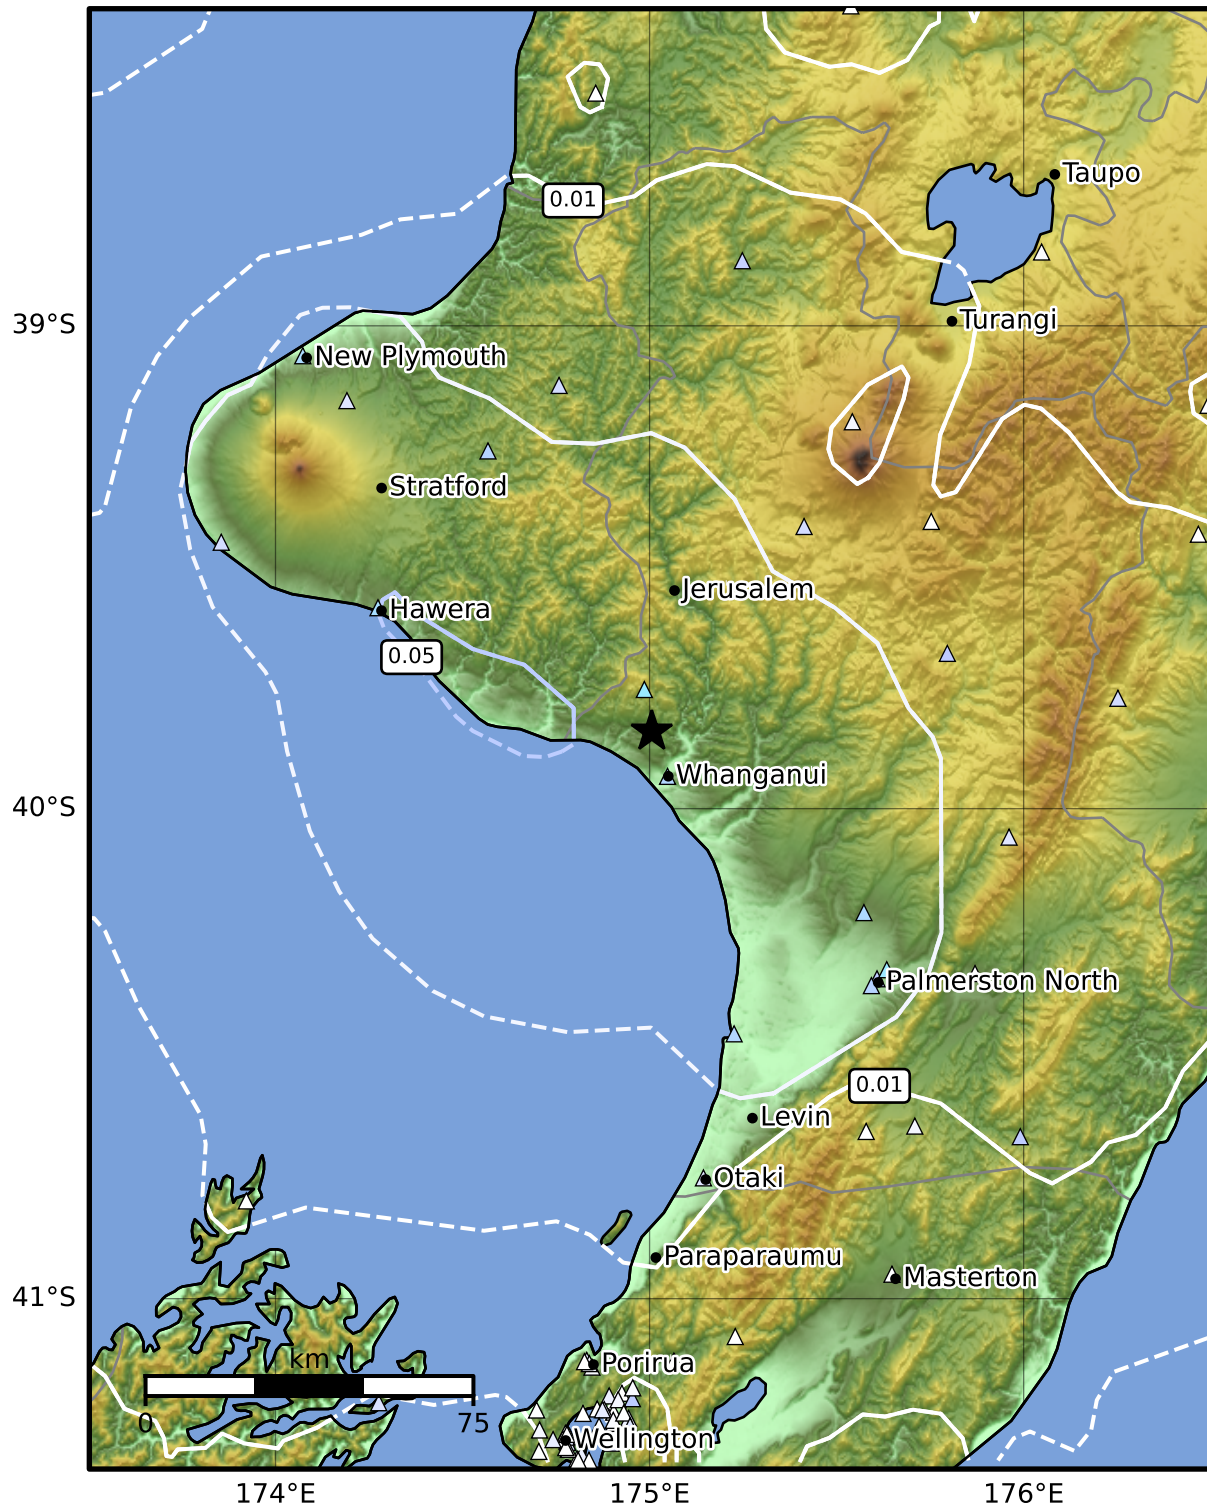 Taupo
0.01
39°S
Turangi
New Plymouth
Stratford
Jerusalem
Hawera
0.05
Whanganui
40°S
Palmerston North
0.01
Levin
Otaki
Paraparaumu
Masterton
41°S
km
Porirua
0
75
Wellington
174°E
175°E
176°E